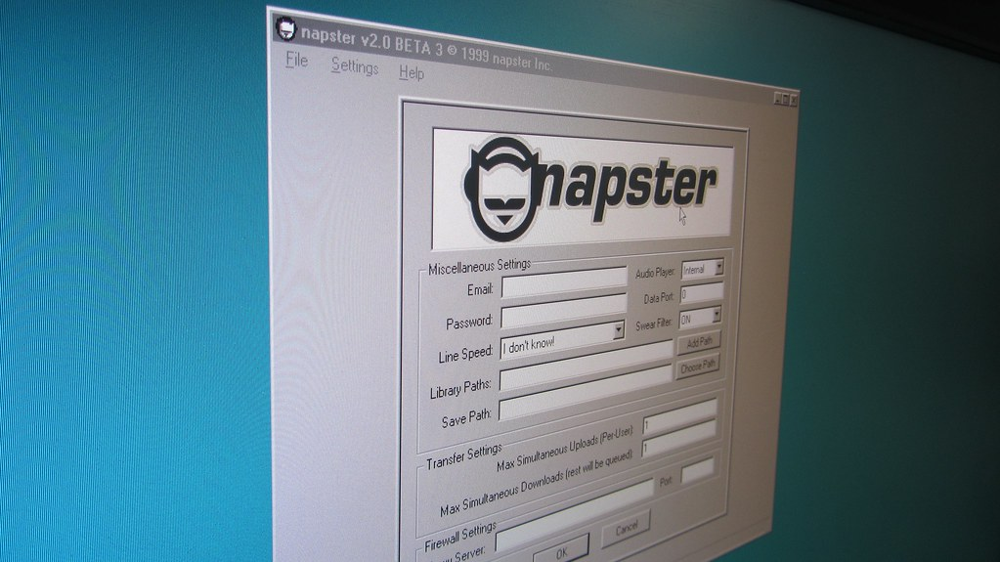 napster v2.0 BETA 3 © 1999 napster Inc.
File Settings Help
napster
Miscellaneous Settings
Email:
Audio Player: Internal
Password:
Data Port: 0
Line Speed: I don't know!
Swear Filter: ON
Library Paths:
Add Path
Save Path:
Choose Path
Transfer Settings
Max Simultaneous Uploads (Per-User): 1
Max Simultaneous Downloads (rest will be queued): 1
Firewall Settings
Server:
Port:
OK Cancel